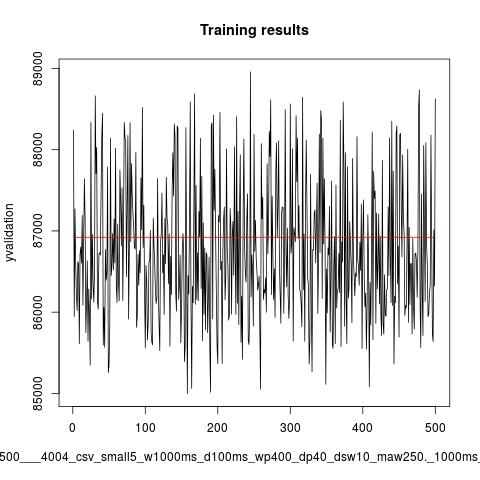 Training results
yvalidation
85000
86000
87000
88000
89000
0 100 200 300 400 500
500___4004_csv_small5_w1000ms_d100ms_wp400_dp40_dsw10_maw250._1000ms_